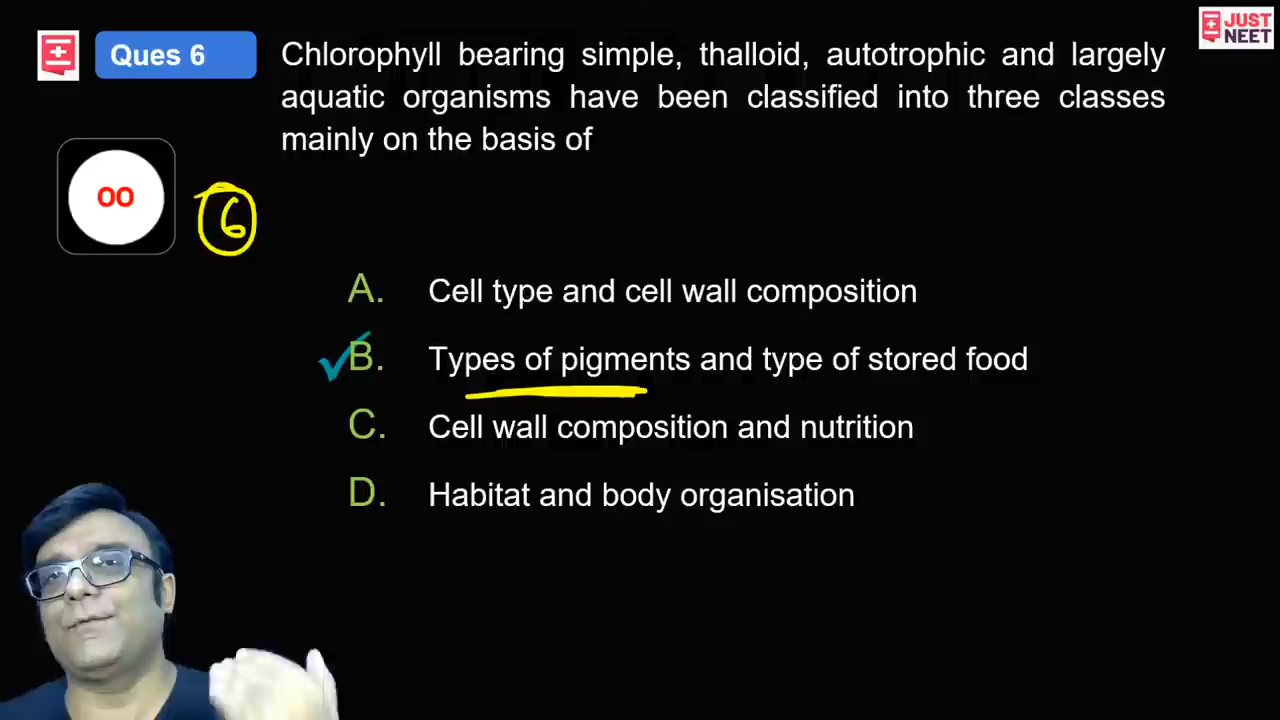 JUST
NEET
Ques 6
Chlorophyll bearing simple, thalloid, autotrophic and largely
aquatic organisms have been classified into three classes
mainly on the basis of
00
6
A. Cell type and cell wall composition
B. Types of pigments and type of stored food
C. Cell wall composition and nutrition
D. Habitat and body organisation